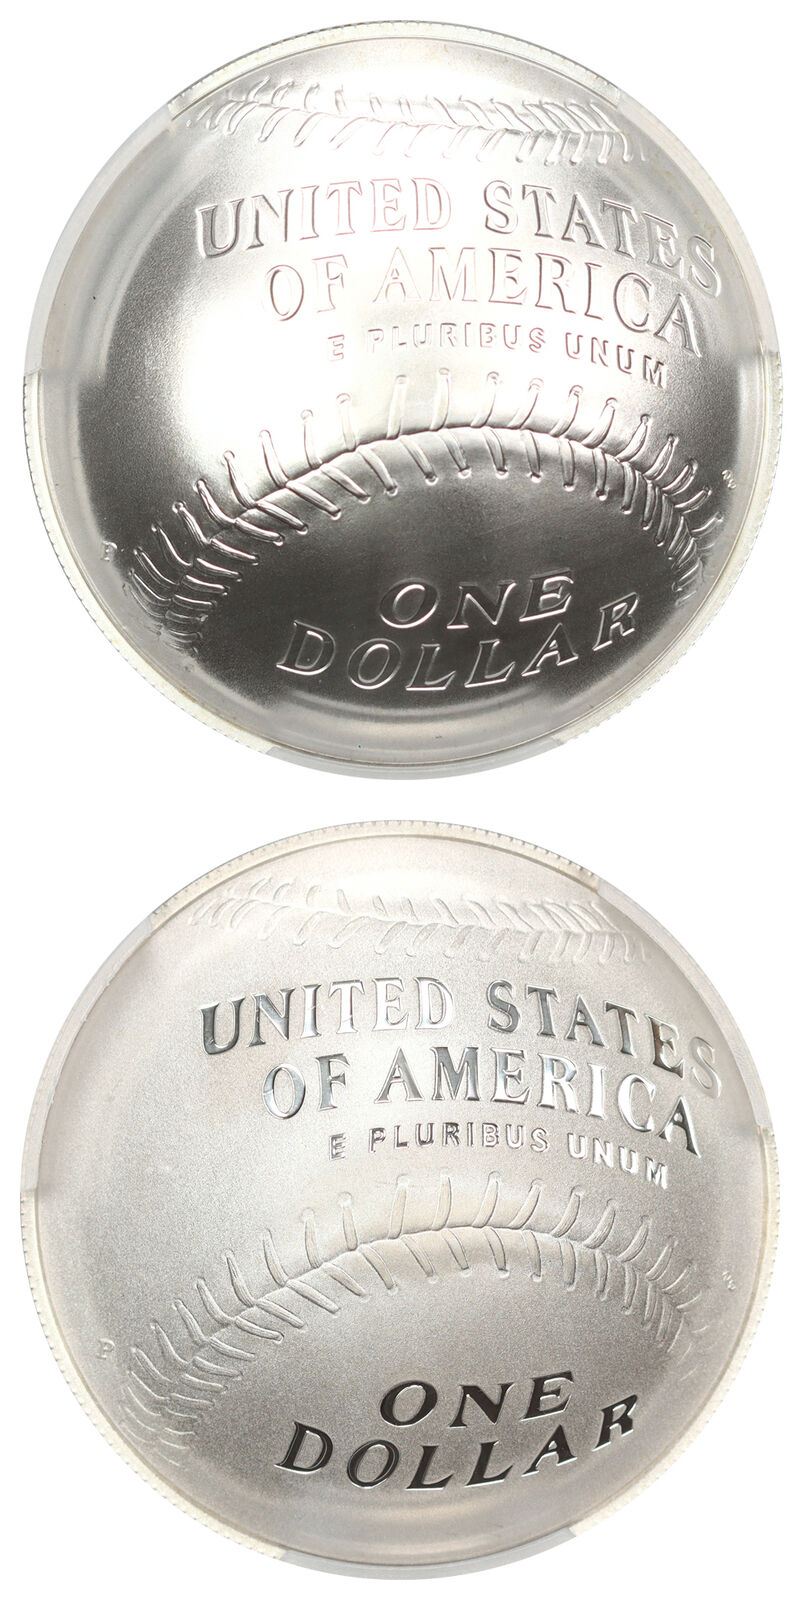 UNITED STATES
OF AMERICA
E PLURIBUS UNUM
P
ONE
DOLLAR
UNITED STATES
OF AMERICA
E PLURIBUS UNUM
P
ONE
DOLLAR